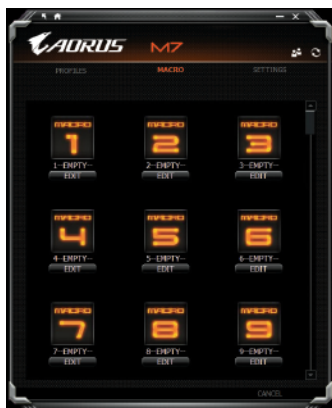 AORUS M7
PROFILES MACRO SETTINGS
MACRO MACRO MACRO
1 2 3
1--EMPTY-- 2--EMPTY-- 3--EMPTY--
EDIT EDIT EDIT
MACRO MACRO MACRO
4 5 6
4--EMPTY-- 5--EMPTY-- 6--EMPTY--
EDIT EDIT EDIT
MACRO MACRO MACRO
7 8 9
7--EMPTY-- 8--EMPTY-- 9--EMPTY--
EDIT EDIT EDIT
CANCEL